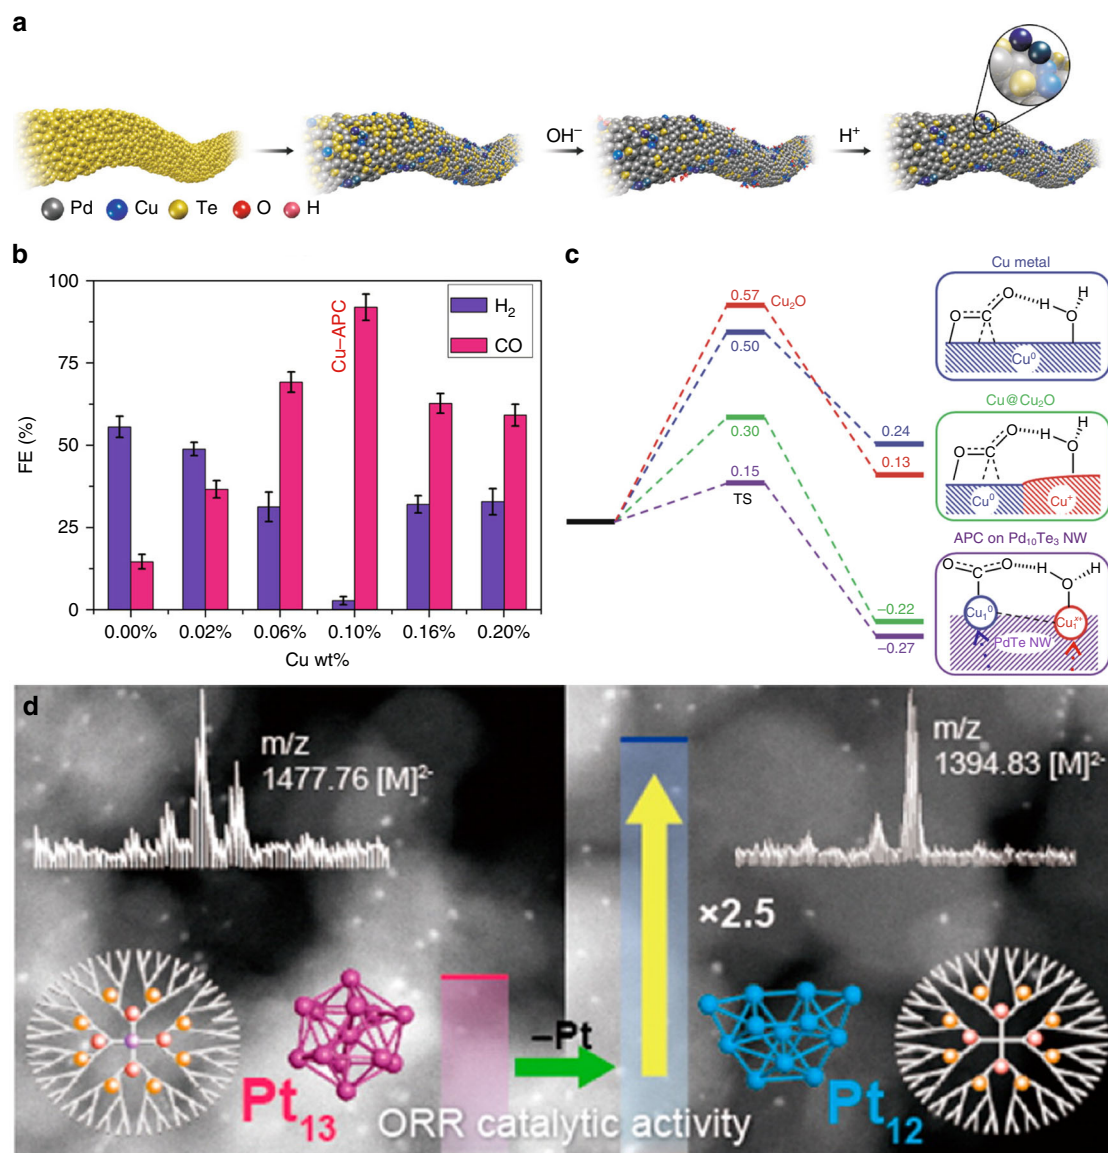 a
OH⁻
H⁺
Pd
Cu
Te
O
H
b
100
75
50
25
0
FE (%)
H₂
CO
Cu–APC
0.00%
0.02%
0.06%
0.10%
0.16%
0.20%
Cu wt%
c
0.57
Cu₂O
0.50
0.30
0.15
TS
0.24
0.13
−0.22
−0.27
Cu metal
O
C
O
H
H
O
Cu⁰
Cu@Cu₂O
O
C
O
H
H
O
Cu⁰
Cu⁺
APC on Pd₁₀Te₃ NW
O
C
O
H
H
O
Cu₁⁰
Cu₁ˣ⁺
PdTe NW
d
m/z
1477.76 [M]²⁻
m/z
1394.83 [M]²⁻
×2.5
−Pt
Pt₁₃
Pt₁₂
ORR catalytic activity